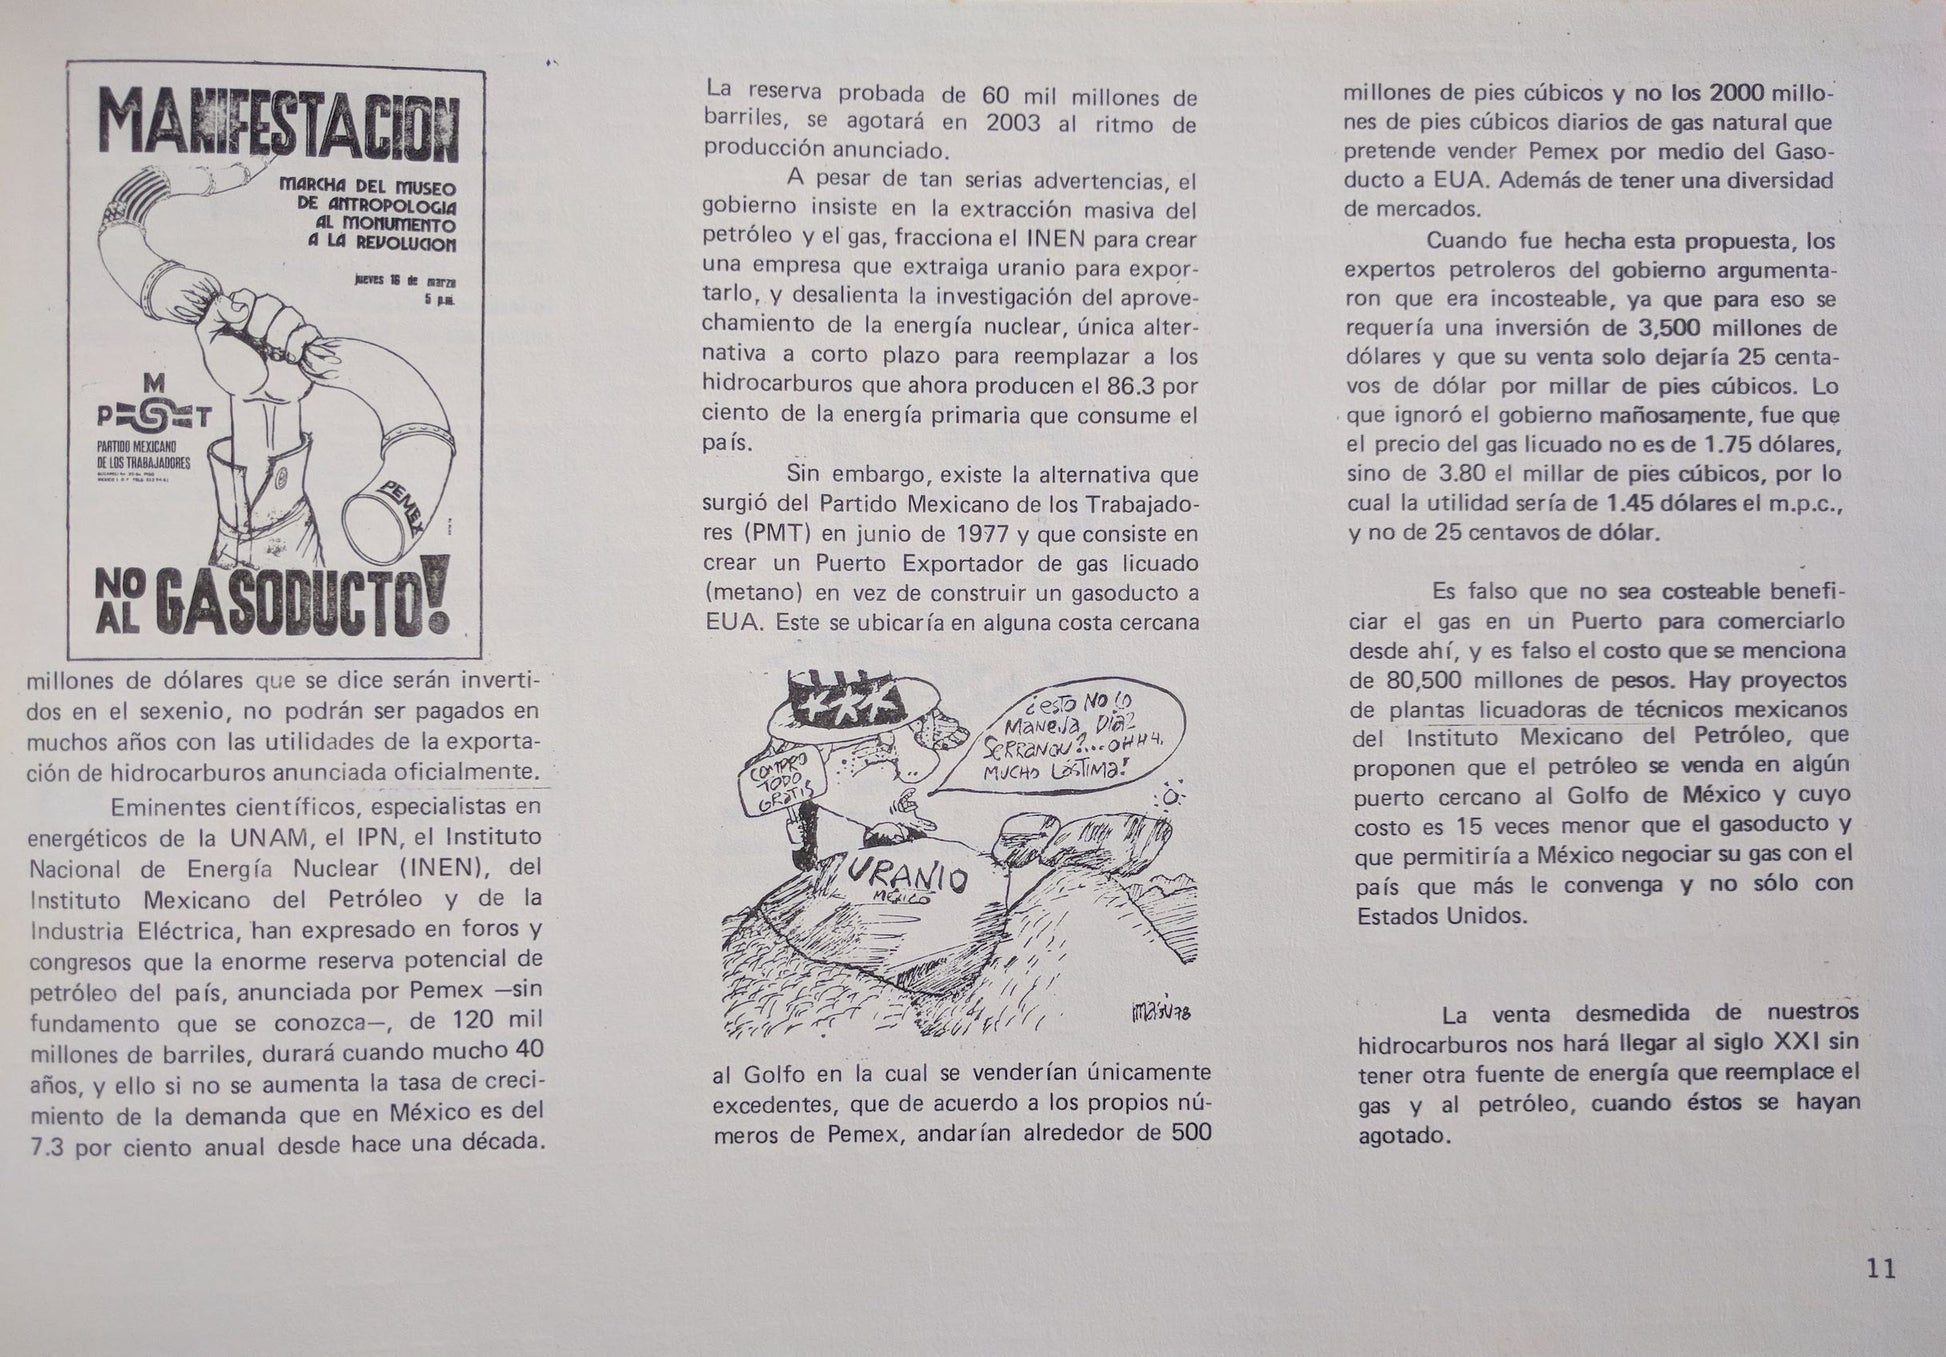 MANIFESTACION
MARCHA DEL MUSEO
DE ANTROPOLOGIA
AL MONUMENTO
A LA REVOLUCION
jueves 16 de marzo
5 p.m.
M
P T
PARTIDO MEXICANO
DE LOS TRABAJADORES
PEMEX
NO AL GASODUCTO!
millones de dólares que se dice serán inverti-
dos en el sexenio, no podrán ser pagados en
muchos años con las utilidades de la exporta-
ción de hidrocarburos anunciada oficialmente.
Eminentes científicos, especialistas en
energéticos de la UNAM, el IPN, el Instituto
Nacional de Energía Nuclear (INEN), del
Instituto Mexicano del Petróleo y de la
Industria Eléctrica, han expresado en foros y
congresos que la enorme reserva potencial de
petróleo del país, anunciada por Pemex —sin
fundamento que se conozca—, de 120 mil
millones de barriles, durará cuando mucho 40
años, y ello si no se aumenta la tasa de creci-
miento de la demanda que en México es del
7.3 por ciento anual desde hace una década.
La reserva probada de 60 mil millones de
barriles, se agotará en 2003 al ritmo de
producción anunciado.
A pesar de tan serias advertencias, el
gobierno insiste en la extracción masiva del
petróleo y el gas, fracciona el INEN para crear
una empresa que extraiga uranio para expor-
tarlo, y desalienta la investigación del aprove-
chamiento de la energía nuclear, única alter-
nativa a corto plazo para reemplazar a los
hidrocarburos que ahora producen el 86.3 por
ciento de la energía primaria que consume el
país.
Sin embargo, existe la alternativa que
surgió del Partido Mexicano de los Trabajado-
res (PMT) en junio de 1977 y que consiste en
crear un Puerto Exportador de gas licuado
(metano) en vez de construir un gasoducto a
EUA. Este se ubicaría en alguna costa cercana
¿ESTO NO LO
MANEJA DÍAZ
SERRANOU?...OHHH.
MUCHO LÁSTIMA!
COMPRO
TODO
GRATIS
URANIO
MÉXICO
78
al Golfo en la cual se venderían únicamente
excedentes, que de acuerdo a los propios nú-
meros de Pemex, andarían alrededor de 500
millones de pies cúbicos y no los 2000 millo-
nes de pies cúbicos diarios de gas natural que
pretende vender Pemex por medio del Gaso-
ducto a EUA. Además de tener una diversidad
de mercados.
Cuando fue hecha esta propuesta, los
expertos petroleros del gobierno argumenta-
ron que era incosteable, ya que para eso se
requería una inversión de 3,500 millones de
dólares y que su venta solo dejaría 25 centa-
vos de dólar por millar de pies cúbicos. Lo
que ignoró el gobierno mañosamente, fue que
el precio del gas licuado no es de 1.75 dólares,
sino de 3.80 el millar de pies cúbicos, por lo
cual la utilidad sería de 1.45 dólares el m.p.c.,
y no de 25 centavos de dólar.
Es falso que no sea costeable benefi-
ciar el gas en un Puerto para comerciarlo
desde ahí, y es falso el costo que se menciona
de 80,500 millones de pesos. Hay proyectos
de plantas licuadoras de técnicos mexicanos
del Instituto Mexicano del Petróleo, que
proponen que el petróleo se venda en algún
puerto cercano al Golfo de México y cuyo
costo es 15 veces menor que el gasoducto y
que permitiría a México negociar su gas con el
país que más le convenga y no sólo con
Estados Unidos.
La venta desmedida de nuestros
hidrocarburos nos hará llegar al siglo XXI sin
tener otra fuente de energía que reemplace el
gas y al petróleo, cuando éstos se hayan
agotado.
11